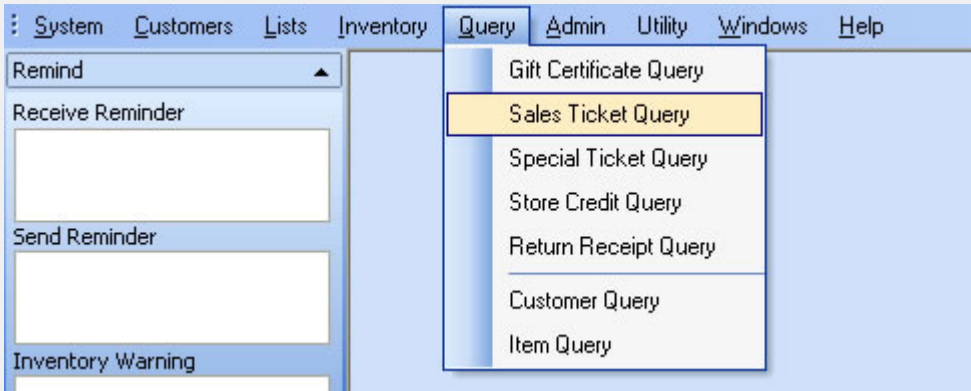 System Customers Lists Inventory Query Admin Utility Windows Help
Remind
Receive Reminder
Send Reminder
Inventory Warning
Gift Certificate Query
Sales Ticket Query
Special Ticket Query
Store Credit Query
Return Receipt Query
Customer Query
Item Query